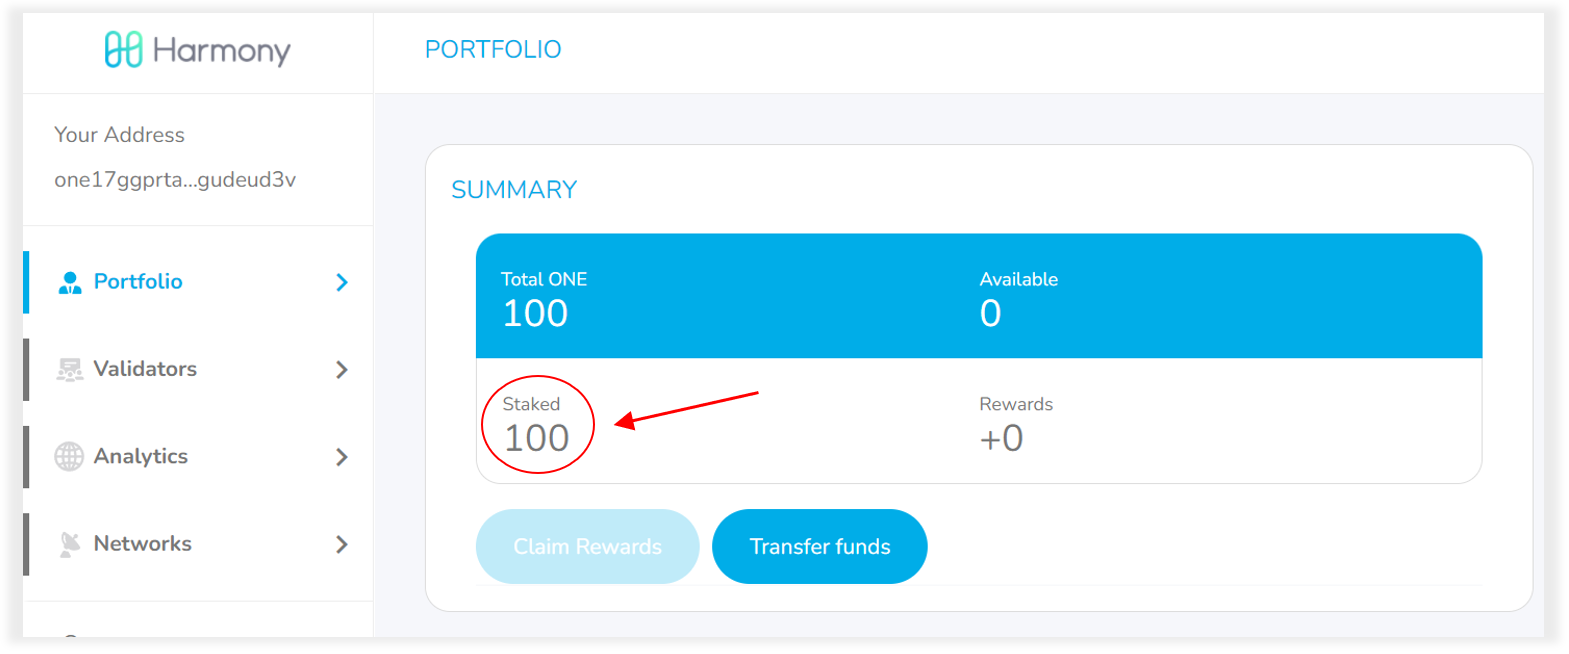 Harmony
PORTFOLIO
Your Address
one17ggprta...gudeud3v
Portfolio
Validators
Analytics
Networks
SUMMARY
Total ONE
100
Available
0
Staked
100
Rewards
+0
Claim Rewards
Transfer funds